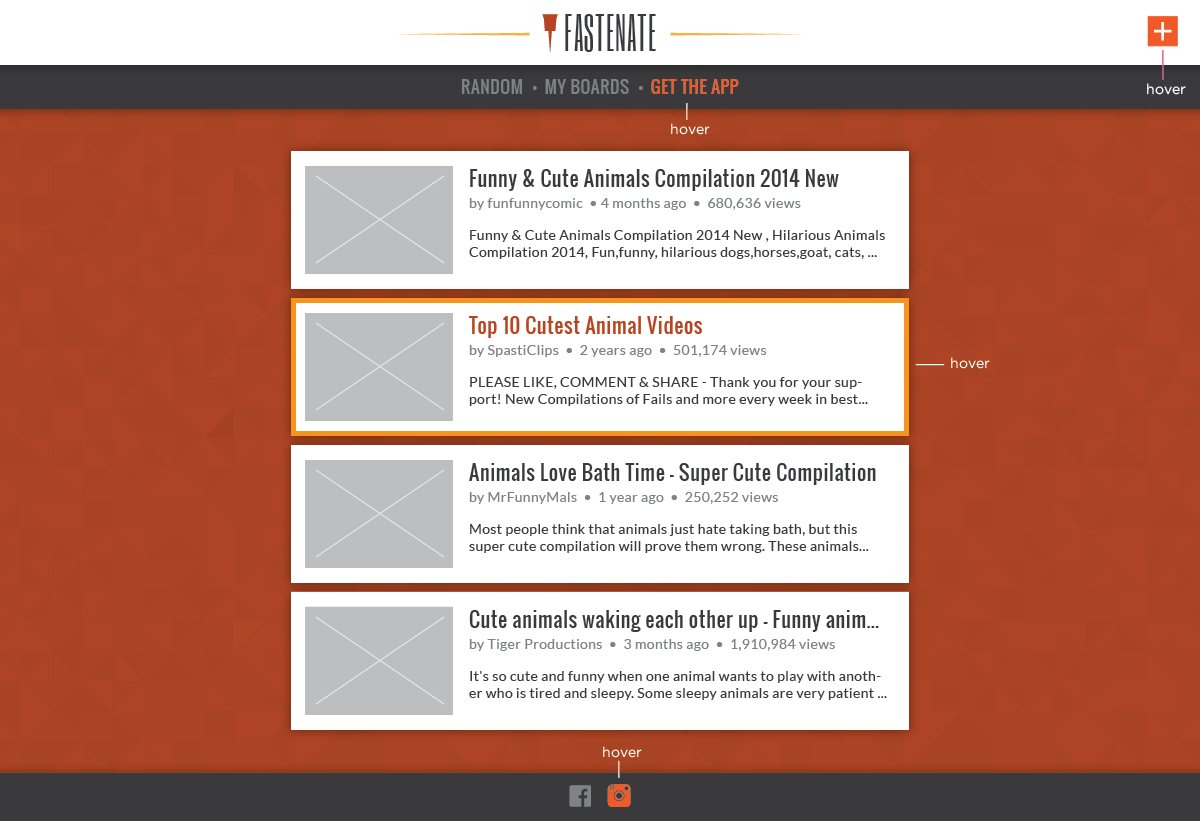 FASTENATE
hover
RANDOM • MY BOARDS • GET THE APP
hover
Funny & Cute Animals Compilation 2014 New
by funfunnycomic • 4 months ago • 680,636 views
Funny & Cute Animals Compilation 2014 New , Hilarious Animals
Compilation 2014, Fun,funny, hilarious dogs,horses,goat, cats, ...
Top 10 Cutest Animal Videos
by SpastiClips • 2 years ago • 501,174 views
hover
PLEASE LIKE, COMMENT & SHARE - Thank you for your sup-
port! New Compilations of Fails and more every week in best...
Animals Love Bath Time - Super Cute Compilation
by MrFunnyMals • 1 year ago • 250,252 views
Most people think that animals just hate taking bath, but this
super cute compilation will prove them wrong. These animals...
Cute animals waking each other up - Funny anim...
by Tiger Productions • 3 months ago • 1,910,984 views
It's so cute and funny when one animal wants to play with anoth-
er who is tired and sleepy. Some sleepy animals are very patient ...
hover